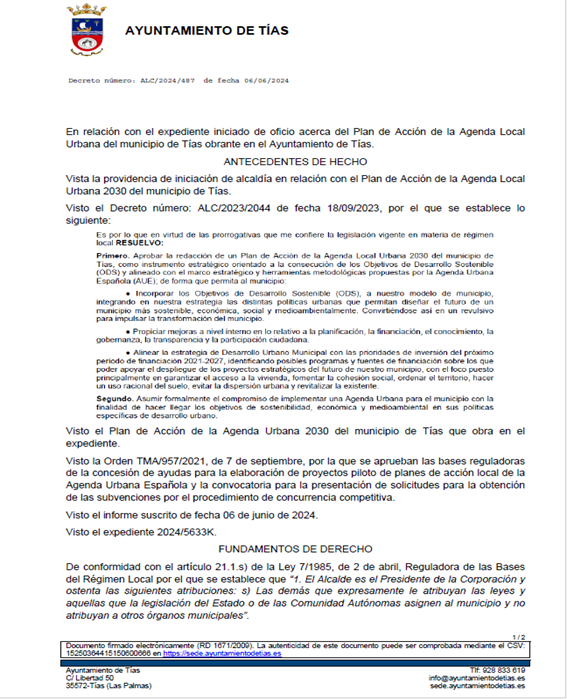 AYUNTAMIENTO DE TÍAS
Decreto número: ALC/2024/487 de fecha 06/06/2024
En relación con el expediente iniciado de oficio acerca del Plan de Acción de la Agenda Local
Urbana del municipio de Tías obrante en el Ayuntamiento de Tías.
ANTECEDENTES DE HECHO
Vista la providencia de iniciación de alcaldía en relación con el Plan de Acción de la Agenda Local
Urbana 2030 del municipio de Tías.
Visto el Decreto número: ALC/2023/2044 de fecha 18/09/2023, por el que se establece lo
siguiente:
Es por lo que en virtud de las prorrogativas que me confiere la legislación vigente en materia de régimen
local RESUELVO:
Primero. Aprobar la redacción de un Plan de Acción de la Agenda Local Urbana 2030 del municipio de
Tías, como instrumento estratégico orientado a la consecución de los Objetivos de Desarrollo Sostenible
(ODS) y alineado con el marco estratégico y herramientas metodológicas propuestas por la Agenda Urbana
Española (AUE); de forma que permita al municipio:
● Incorporar los Objetivos de Desarrollo Sostenible (ODS), a nuestro modelo de municipio,
integrando en nuestra estrategia las distintas políticas urbanas que permitan diseñar el futuro de un
municipio más sostenible, económica, social y medioambientalmente. Convirtiéndose así en un revulsivo
para impulsar la transformación del municipio.
● Propiciar mejoras a nivel interno en lo relativo a la planificación, la financiación, el conocimiento, la
gobernanza, la transparencia y la participación ciudadana.
● Alinear la estrategia de Desarrollo Urbano Municipal con las prioridades de inversión del próximo
periodo de financiación 2021-2027, identificando posibles programas y fuentes de financiación sobre los que
poder apoyar el despliegue de los proyectos estratégicos del futuro de nuestro municipio, con el foco puesto
principalmente en garantizar el acceso a la vivienda, fomentar la cohesión social, ordenar el territorio, hacer
un uso racional del suelo, evitar la dispersión urbana y revitalizar la existente.
Segundo. Asumir formalmente el compromiso de implementar una Agenda Urbana para el municipio con la
finalidad de hacer llegar los objetivos de sostenibilidad, económica y medioambiental en sus políticas
específicas de desarrollo urbano.
Visto el Plan de Acción de la Agenda Urbana 2030 del municipio de Tías que obra en el
expediente.
Visto la Orden TMA/957/2021, de 7 de septiembre, por la que se aprueban las bases reguladoras
de la concesión de ayudas para la elaboración de proyectos piloto de planes de acción local de la
Agenda Urbana Española y la convocatoria para la presentación de solicitudes para la obtención
de las subvenciones por el procedimiento de concurrencia competitiva.
Visto el informe suscrito de fecha 06 de junio de 2024.
Visto el expediente 2024/5633K.
FUNDAMENTOS DE DERECHO
De conformidad con el artículo 21.1.s) de la Ley 7/1985, de 2 de abril, Reguladora de las Bases
del Régimen Local por el que se establece que "1. El Alcalde es el Presidente de la Corporación y
ostenta las siguientes atribuciones: s) Las demás que expresamente le atribuyan las leyes y
aquellas que la legislación del Estado o de las Comunidad Autónomas asignen al municipio y no
atribuyan a otros órganos municipales".
1 / 2
Documento firmado electrónicamente (RD 1671/2009). La autenticidad de este documento puede ser comprobada mediante el CSV:
15250364415150600666 en https://sede.ayuntamientodetias.es
Ayuntamiento de Tías
C/ Libertad 50
35572-Tías (Las Palmas)
Tlf: 928 833 619
info@ayuntamientodetias.es
sede.ayuntamientodetias.es